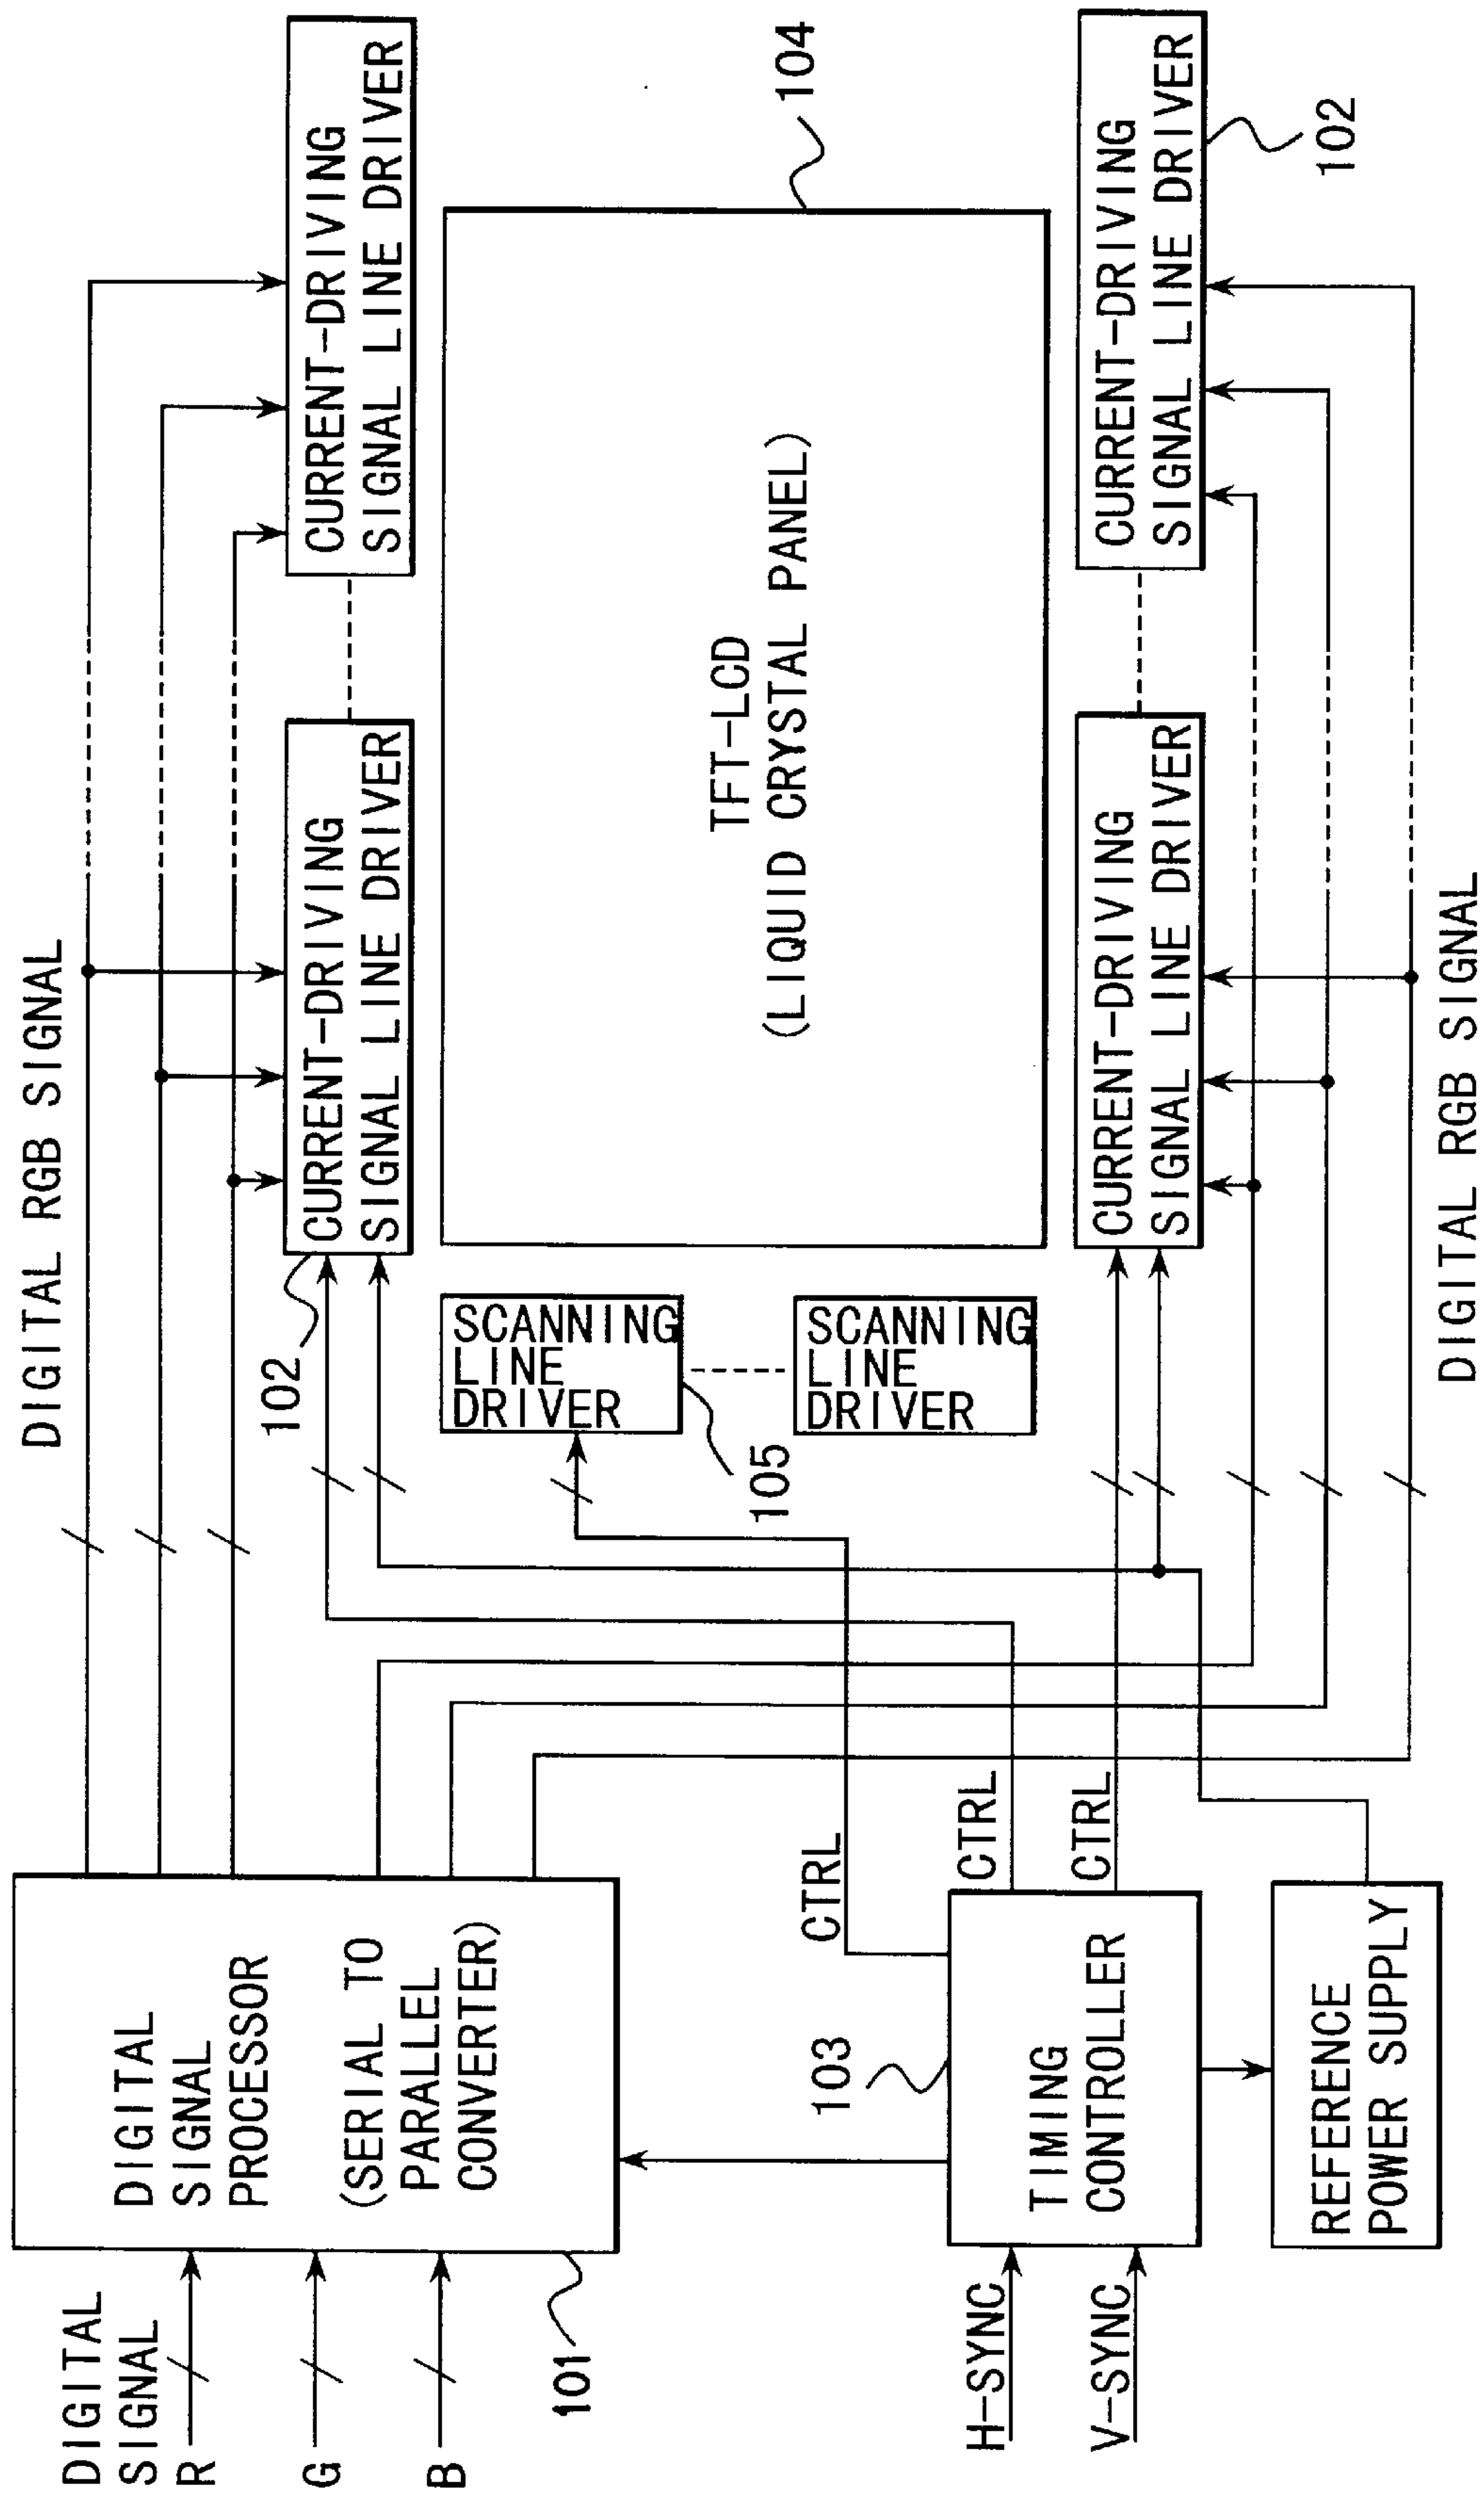 DIGITAL
SIGNAL
R
G
B
101
DIGITAL
SIGNAL
PROCESSOR
(SERIAL TO
PARALLEL
CONVERTER)
H-SYNC
V-SYNC
103
TIMING
CONTROLLER
REFERENCE
POWER SUPPLY
CTRL
CTRL
CTRL
DIGITAL RGB SIGNAL
102
CURRENT-DRIVING
SIGNAL LINE DRIVER
CURRENT-DRIVING
SIGNAL LINE DRIVER
SCANNING
LINE
DRIVER
105
SCANNING
LINE
DRIVER
TFT-LCD
(LIQUID CRYSTAL PANEL)
104
CURRENT-DRIVING
SIGNAL LINE DRIVER
CURRENT-DRIVING
SIGNAL LINE DRIVER
102
DIGITAL RGB SIGNAL